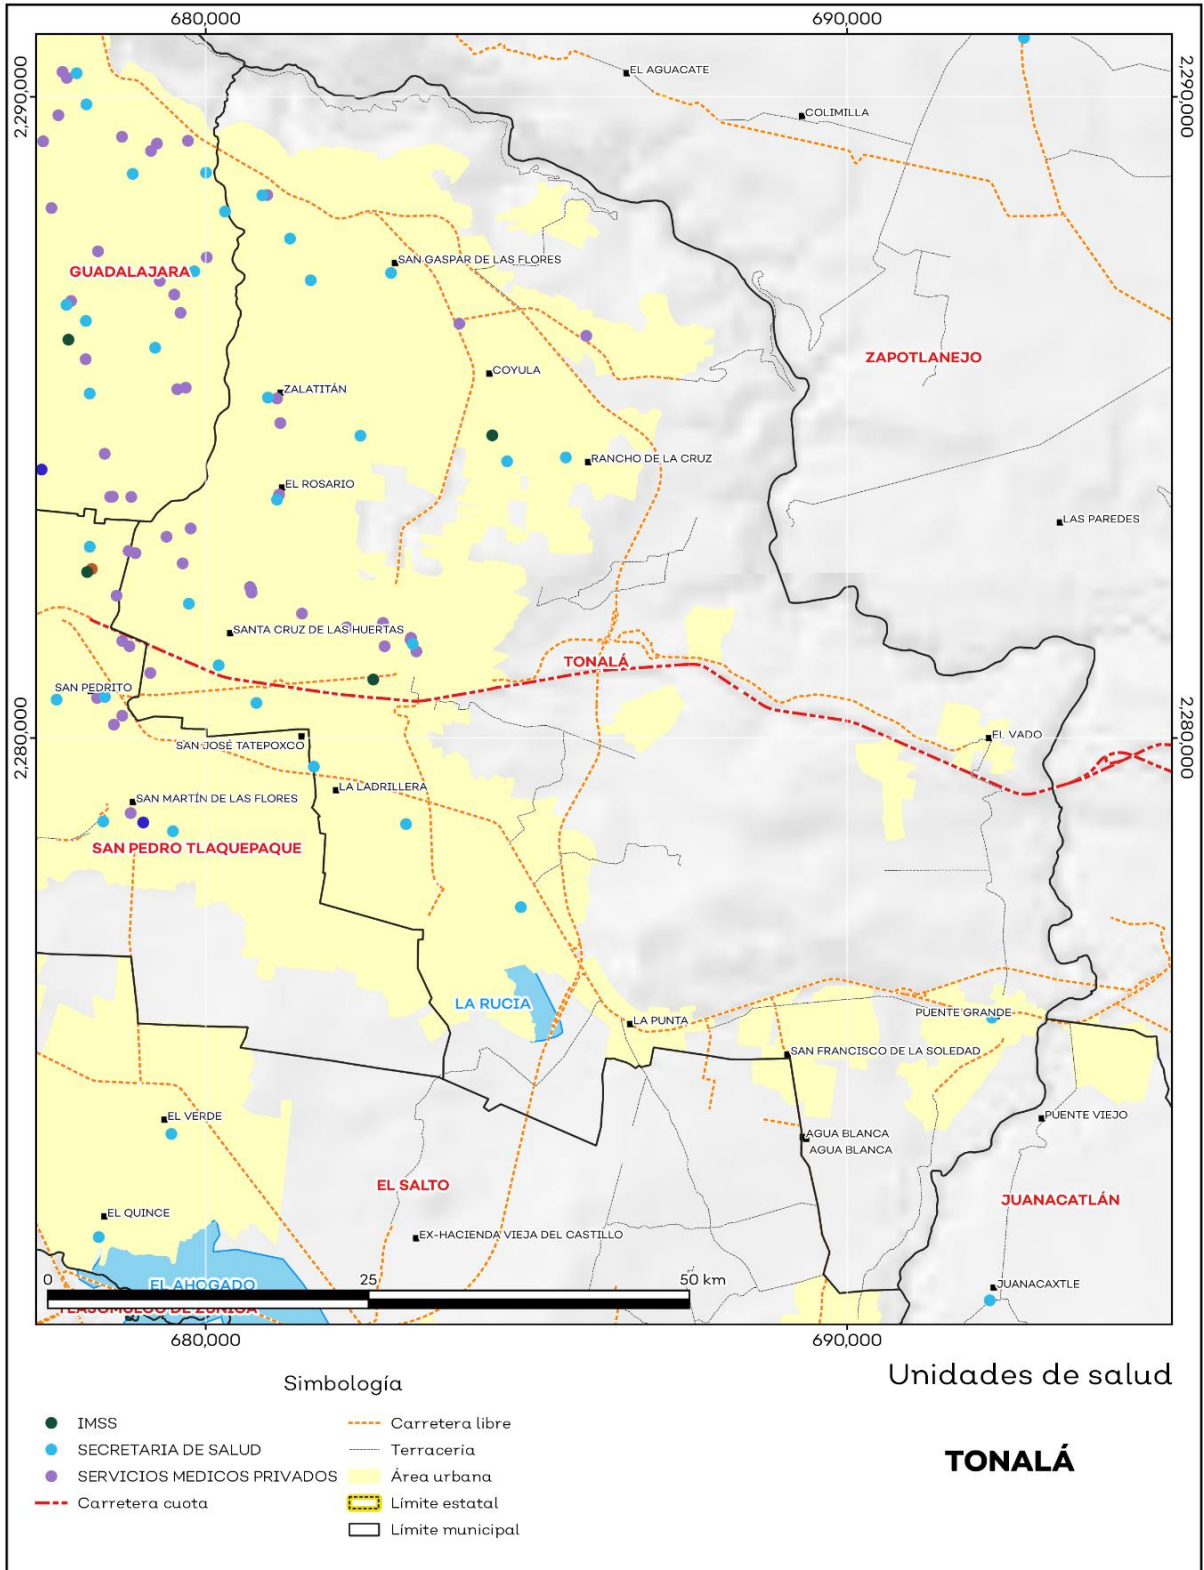 680,000
690,000
2,290,000
2,290,000
EL AGUACATE
COLIMILLA
SAN GASPAR DE LAS FLORES
GUADALAJARA
ZAPOTLANEJO
COYULA
ZALATITÁN
RANCHO DE LA CRUZ
EL ROSARIO
LAS PAREDES
SANTA CRUZ DE LAS HUERTAS
TONALÁ
SAN PEDRITO
2,280,000
2,280,000
EL VADO
SAN JOSÉ TATEPOXCO
LA LADRILLERA
SAN MARTÍN DE LAS FLORES
SAN PEDRO TLAQUEPAQUE
LA RUCIA
LA PUNTA
PUENTE GRANDE
SAN FRANCISCO DE LA SOLEDAD
EL VERDE
PUENTE VIEJO
AGUA BLANCA
AGUA BLANCA
EL SALTO
JUANACATLÁN
EL QUINCE
EX-HACIENDA VIEJA DEL CASTILLO
EL AHOGADO
0 25 50 km
JUANACAXTLE
TLAJOMULCO DE ZÚÑIGA
680,000
690,000
Simbología
Unidades de salud
IMSS
SECRETARIA DE SALUD
SERVICIOS MEDICOS PRIVADOS
Carretera cuota
Carretera libre
Terracería
Área urbana
Límite estatal
Límite municipal
TONALÁ